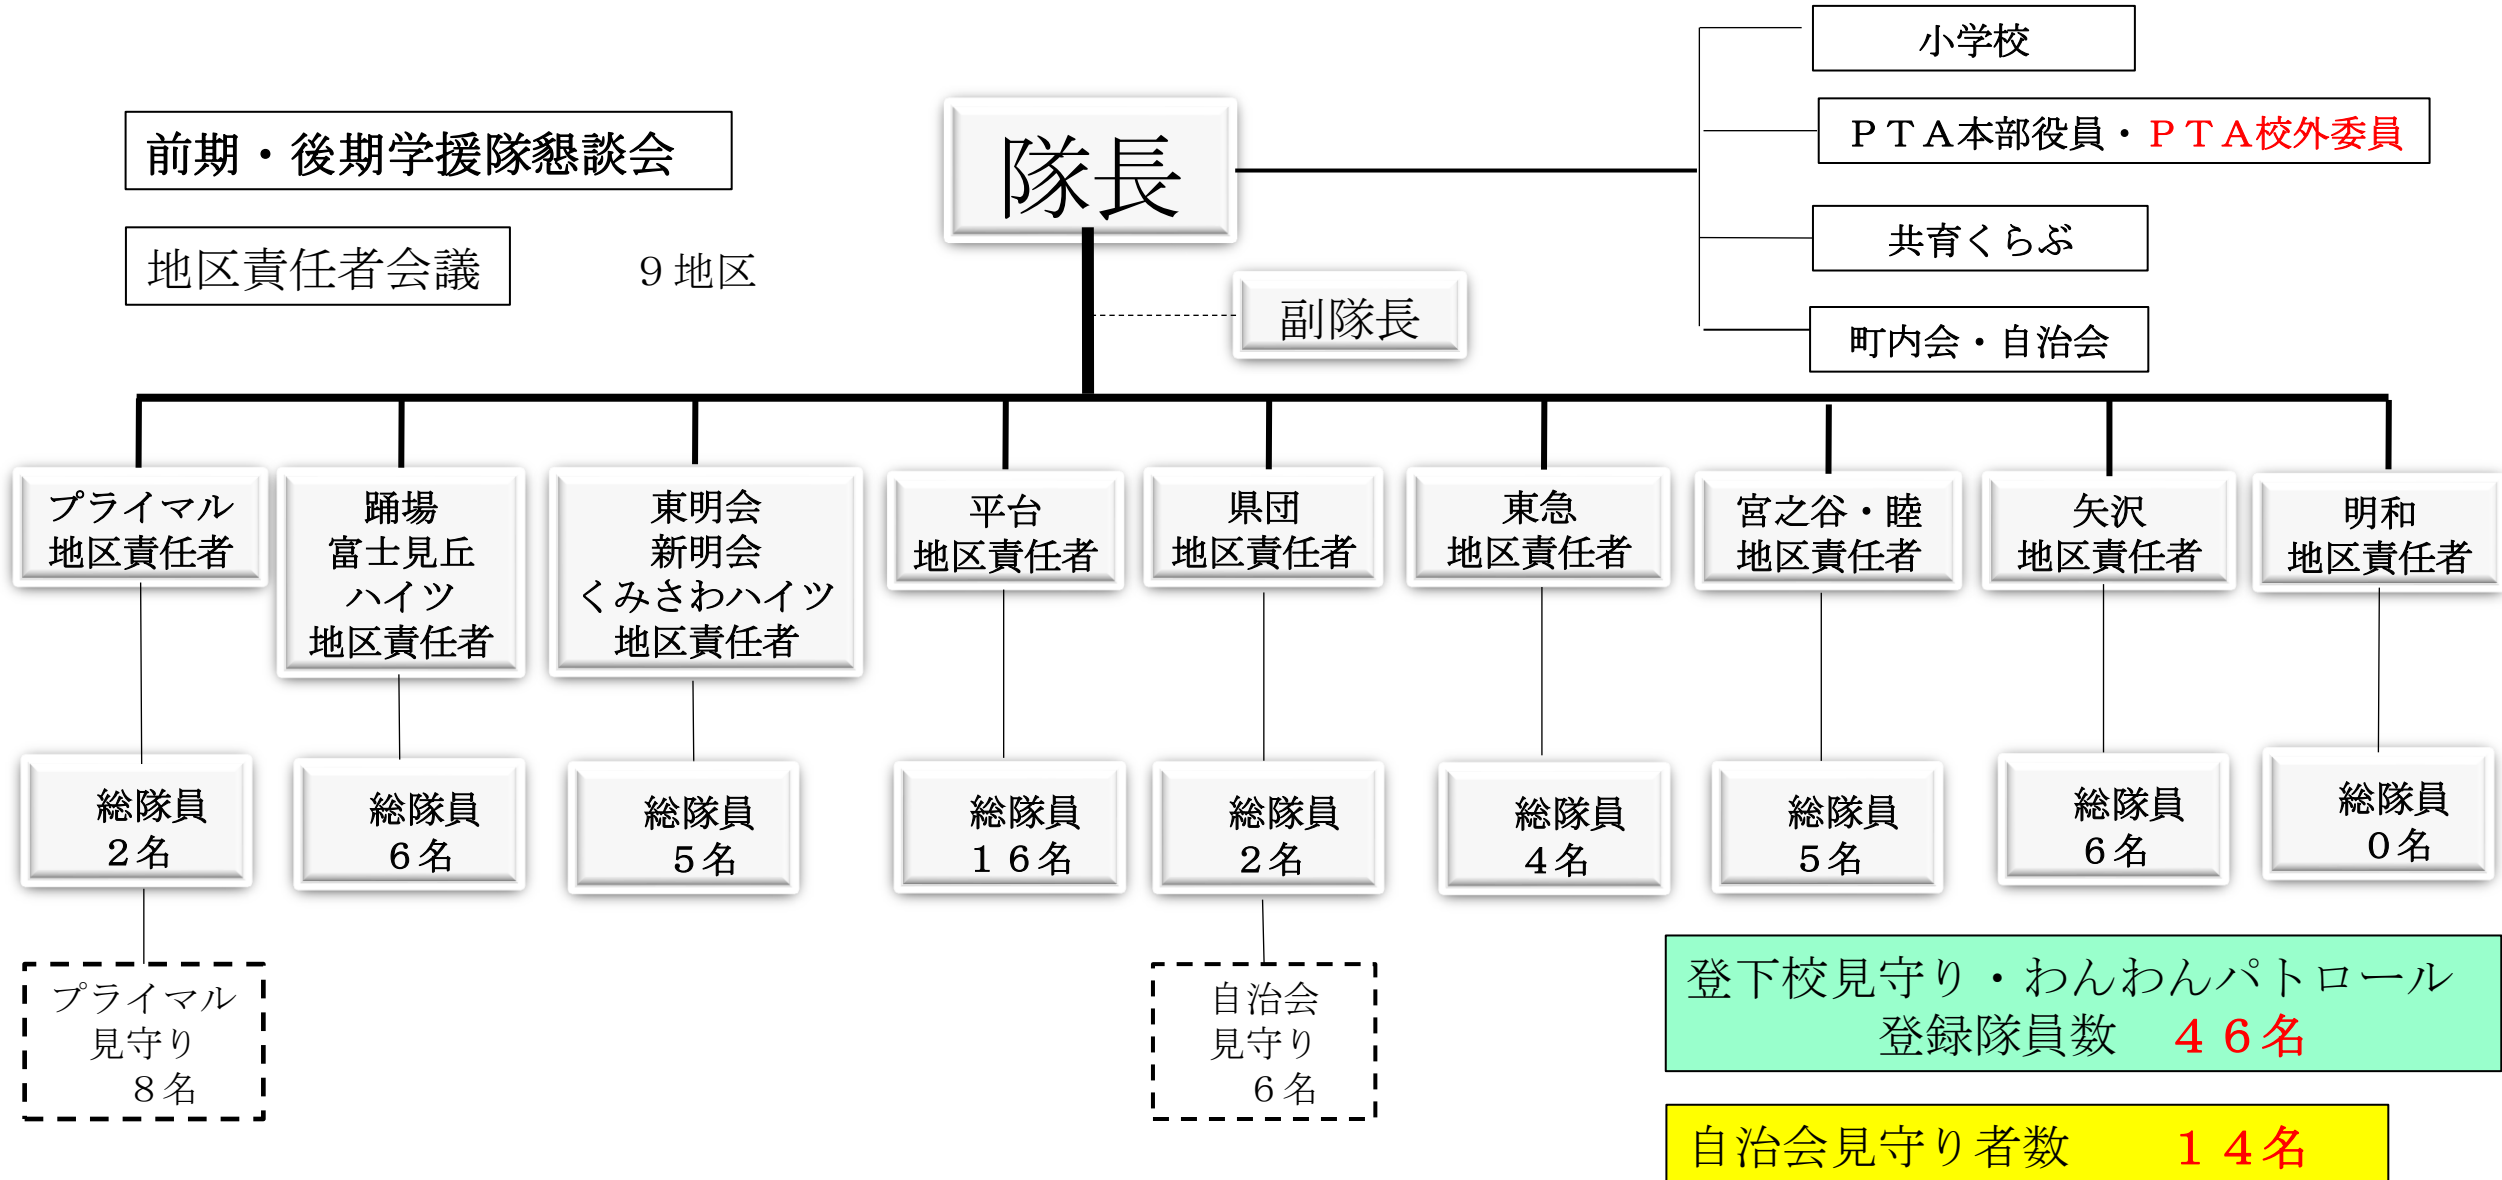 小学校
ＰＴＡ本部役員・ＰＴＡ校外委員
共育くらぶ
町内会・自治会
前期・後期学援隊懇談会
隊長
地区責任者会議
９地区
副隊長
プライマル
地区責任者
踊場
富士見丘
ハイツ
地区責任者
東明会
新明会
くみさわハイツ
地区責任者
平台
地区責任者
県団
地区責任者
東急
地区責任者
宮之谷・睦
地区責任者
矢沢
地区責任者
明和
地区責任者
総隊員
２名
総隊員
６名
総隊員
５名
総隊員
１６名
総隊員
２名
総隊員
４名
総隊員
５名
総隊員
６名
総隊員
０名
プライマル
見守り
８名
自治会
見守り
６名
登下校見守り・わんわんパトロール
登録隊員数　４６名
自治会見守り者数　　１４名